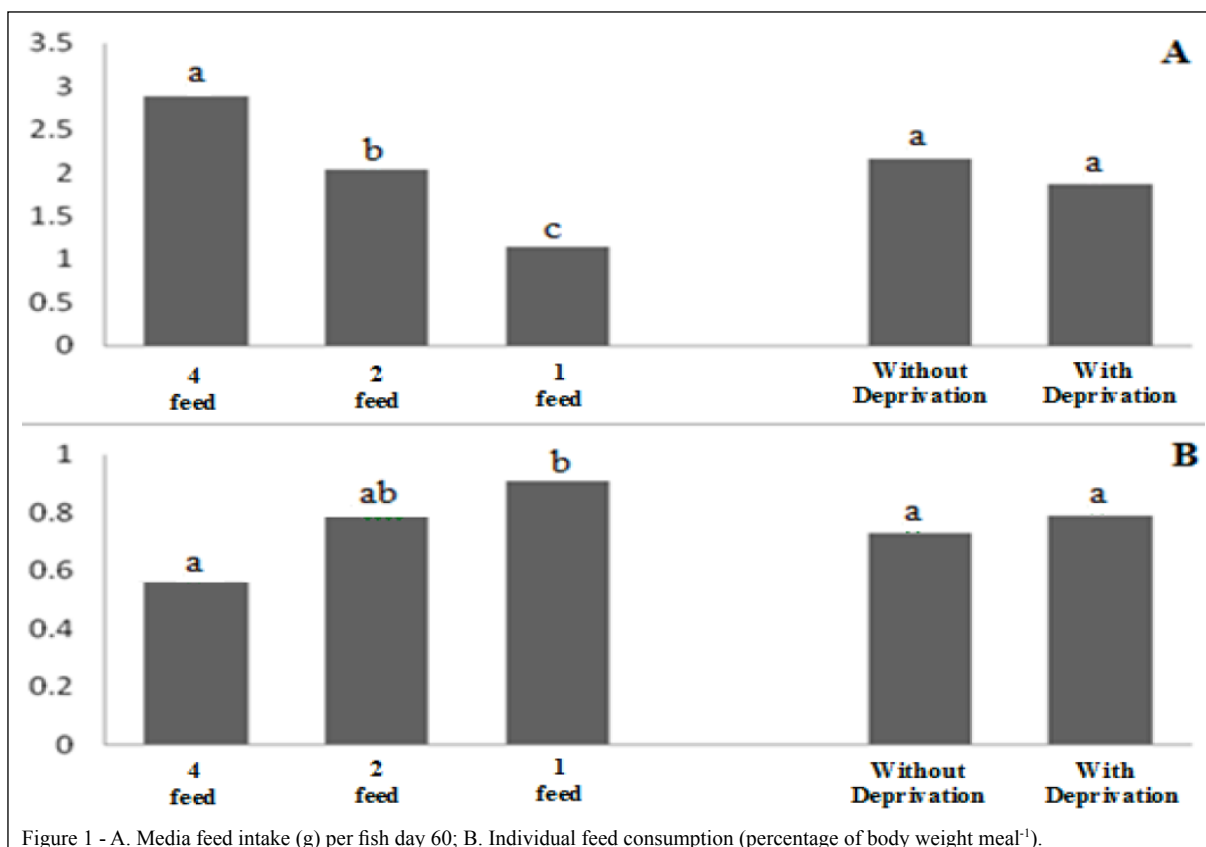 A
3.5
3
2.5
2
1.5
1
0.5
0
a
b
c
a
a
4
feed
2
feed
1
feed
Without
Deprivation
With
Deprivation
B
1
0.8
0.6
0.4
0.2
0
a
ab
b
a
a
4
feed
2
feed
1
feed
Without
Deprivation
With
Deprivation
Figure 1 - A. Media feed intake (g) per fish day 60; B. Individual feed consumption (percentage of body weight meal⁻¹).